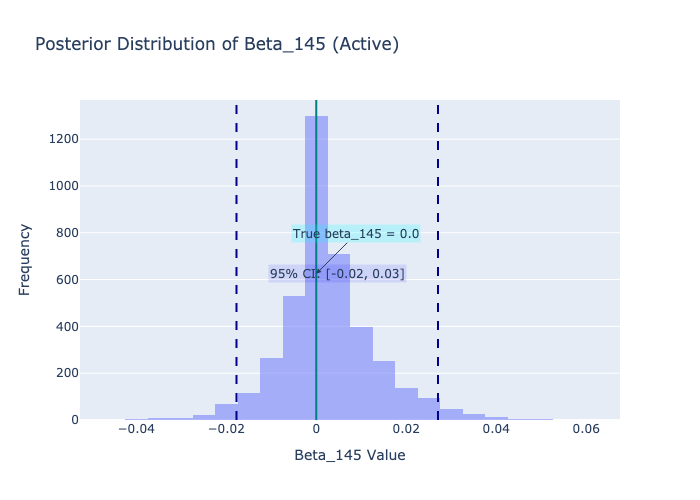 Posterior Distribution of Beta_145 (Active)
1200
1000
800
600
400
200
0
Frequency
True beta_145 = 0.0
95% CI: [-0.02, 0.03]
−0.04
−0.02
0
0.02
0.04
0.06
Beta_145 Value